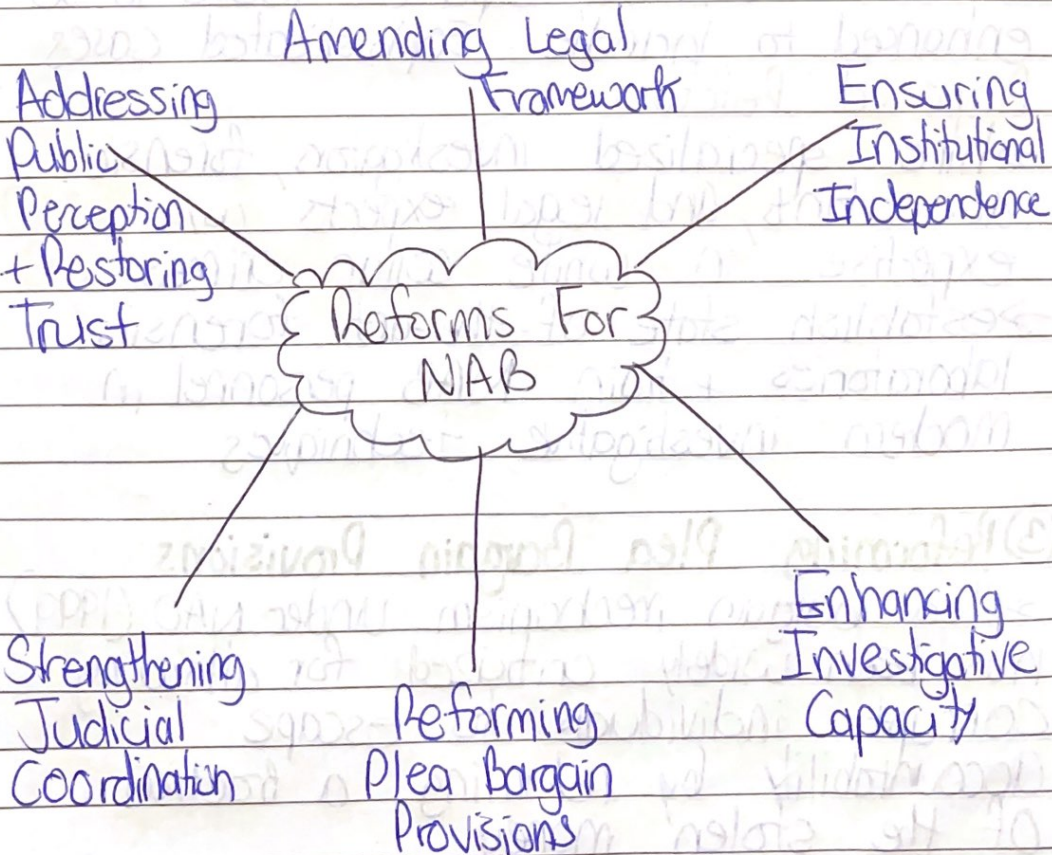 Amending Legal
Framework
Addressing
Public
Perception
+ Restoring
Trust
Ensuring
Institutional
Independence
Reforms For
NAB
Strengthening
Judicial
Coordination
Reforming
Plea Bargain
Provisions
Enhancing
Investigative
Capacity